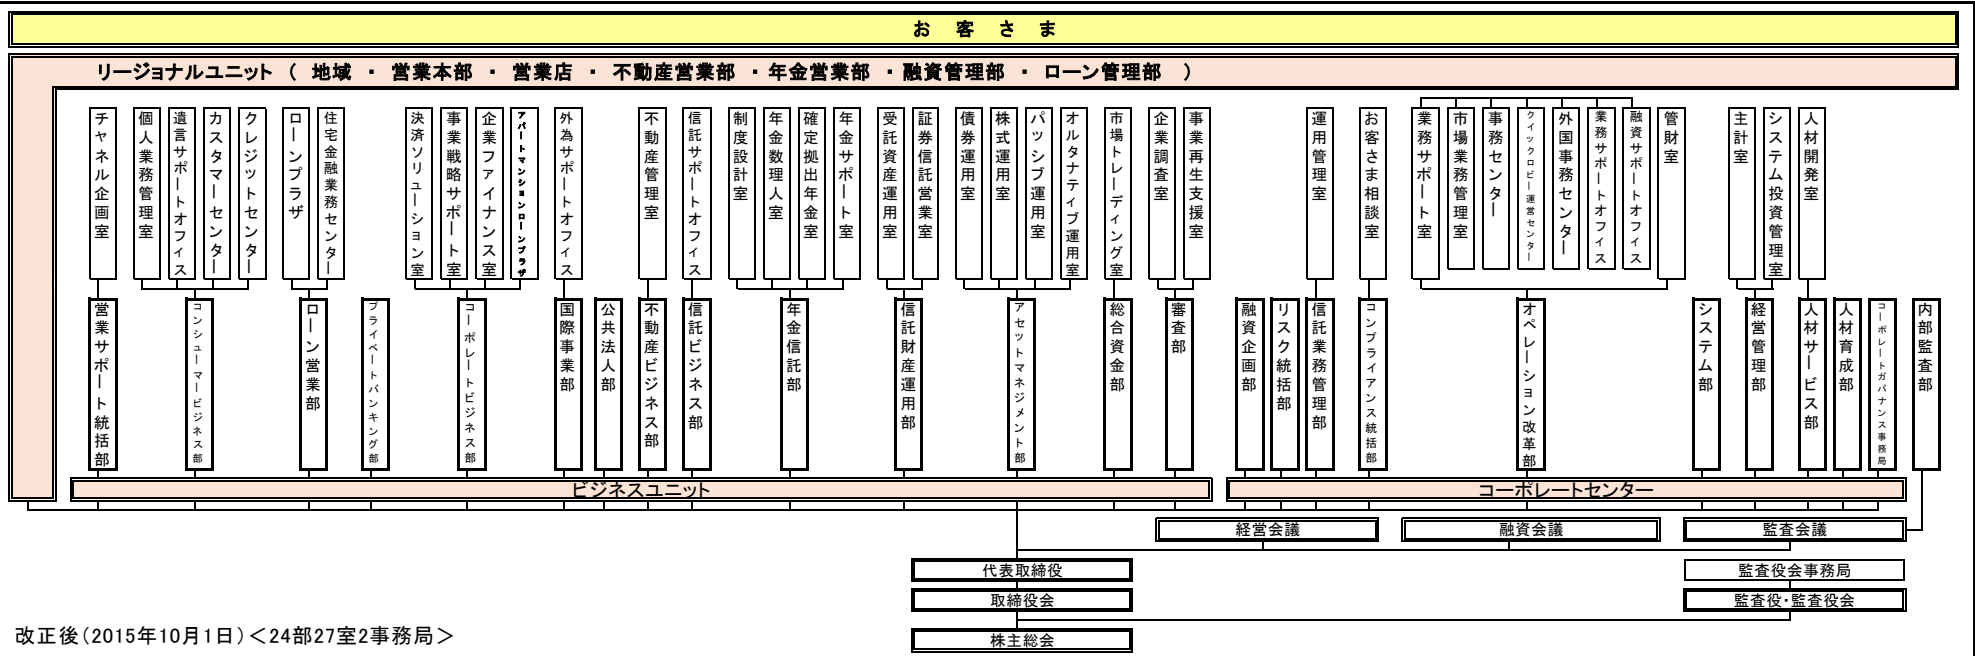 お 客 さ ま
リージョナルユニット ( 地域 ・ 営業本部 ・ 営業店 ・ 不動産営業部 ・ 年金営業部 ・ 融資管理部 ・ ローン管理部 )
チャネル企画室
個人業務管理室
遺言サポートオフィス
カスタマーセンター
クレジットセンター
ローンプラザ
住宅金融業務センター
決済ソリューション室
事業戦略サポート室
企業ファイナンス室
アパートマンションローンプラザ
外為サポートオフィス
不動産管理室
信託サポートオフィス
制度設計室
年金数理人室
確定拠出年金室
年金サポート室
受託資産運用室
証券信託営業室
債券運用室
株式運用室
パッシブ運用室
オルタナティブ運用室
市場トレーディング室
企業調査室
事業再生支援室
運用管理室
お客さま相談室
業務サポート室
市場業務管理室
事務センター
クイックロビー運営センター
外国事務センター
業務サポートオフィス
融資サポートオフィス
管財室
主計室
システム投資管理室
人材開発室
営業サポート統括部
コンシューマービジネス部
ローン営業部
プライベートバンキング部
コーポレートビジネス部
国際事業部
公共法人部
不動産ビジネス部
信託ビジネス部
年金信託部
信託財産運用部
アセットマネジメント部
総合資金部
審査部
融資企画部
リスク統括部
信託業務管理部
コンプライアンス統括部
オペレーション改革部
システム部
経営管理部
人材サービス部
人材育成部
コーポレートガバナンス事務局
内部監査部
ビジネスユニット
コーポレートセンター
経営会議
融資会議
監査会議
代表取締役
監査役会事務局
取締役会
監査役・監査役会
改正後(2015年10月1日)＜24部27室2事務局＞
株主総会